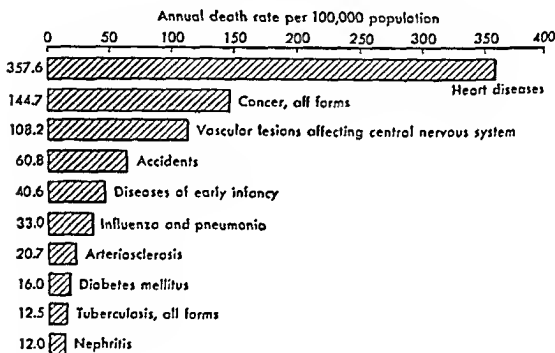 Annual death rate per 100,000 population
0 50 100 150 200 250 300 350 400
357.6 Heart diseases
144.7 Cancer, all forms
108.2 Vascular lesions affecting central nervous system
60.8 Accidents
40.6 Diseases of early infancy
33.0 Influenza and pneumonia
20.7 Arteriosclerosis
16.0 Diabetes mellitus
12.5 Tuberculosis, all forms
12.0 Nephritis